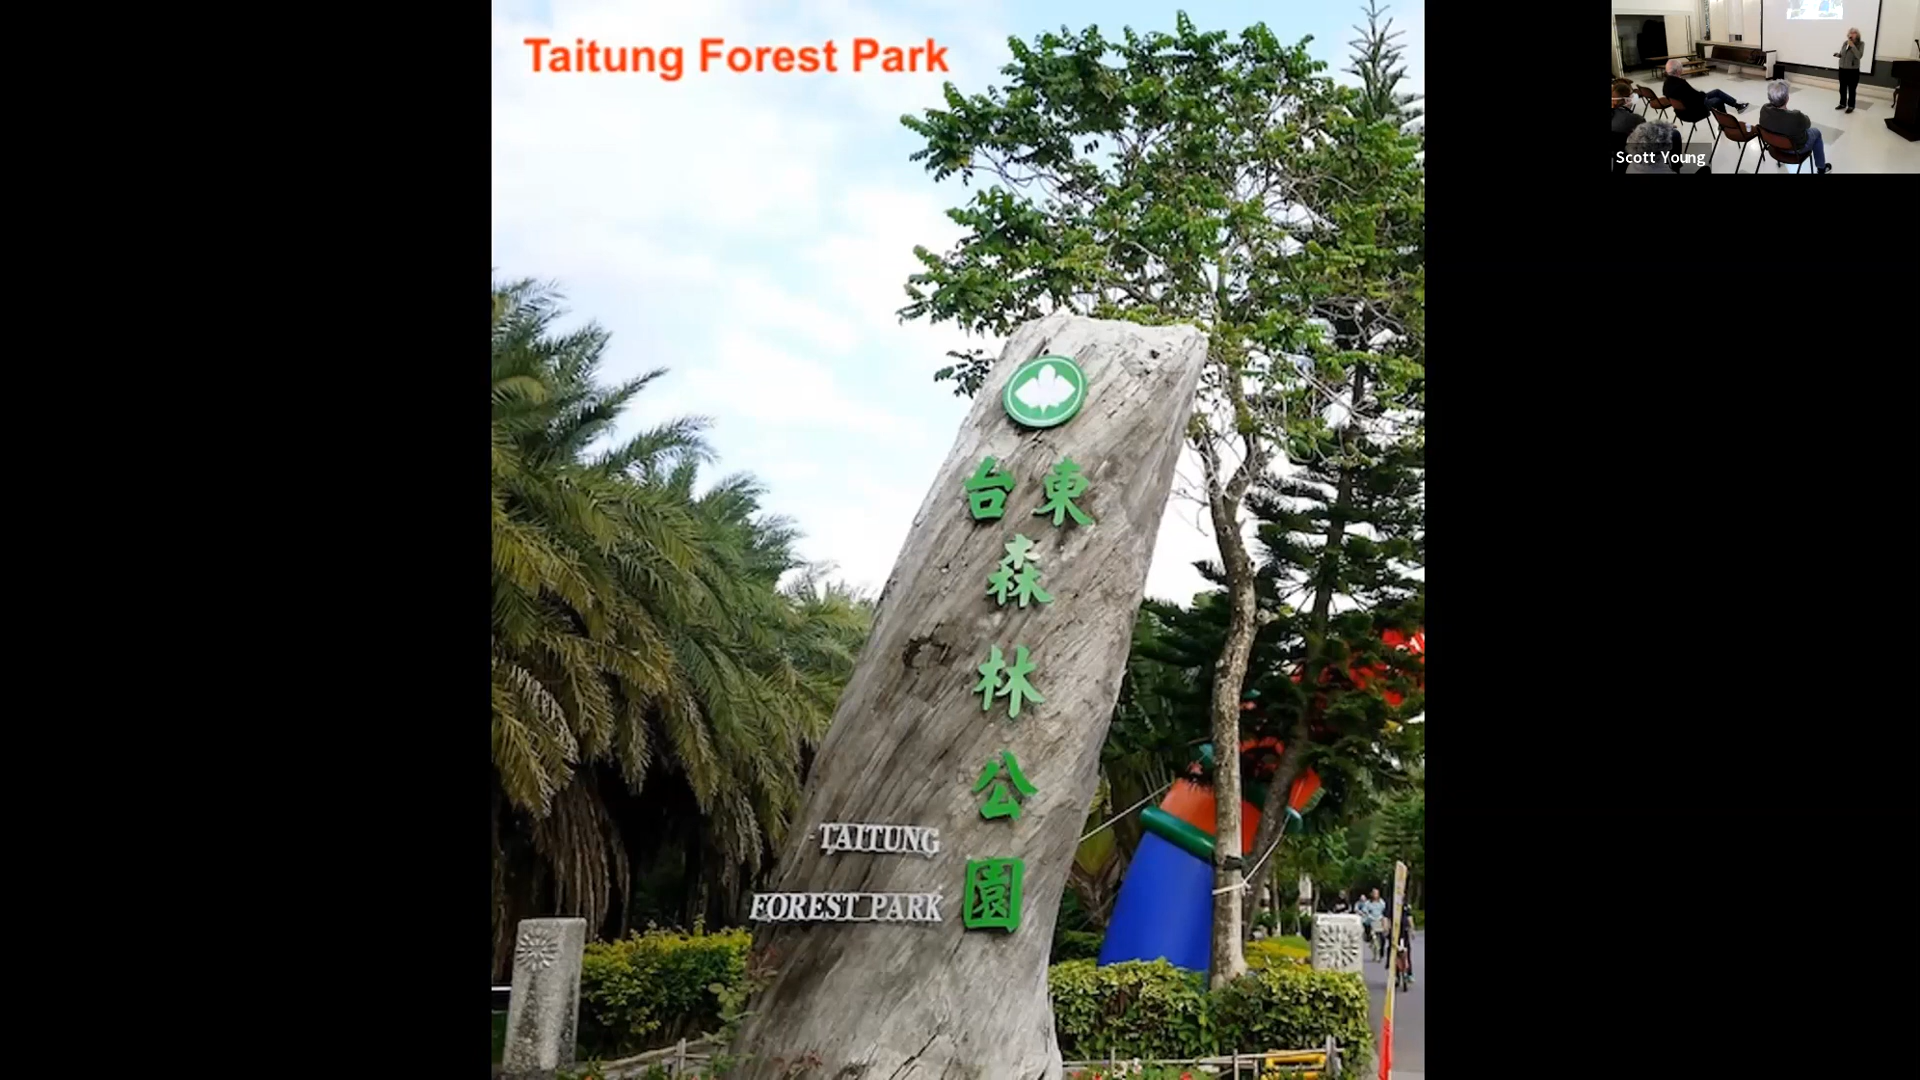 Taitung Forest Park
台東
森
林
公
園
TAITUNG
FOREST PARK
Scott Young